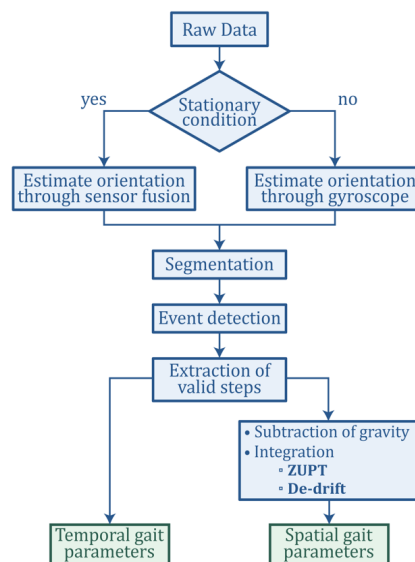 Raw Data
yes
Stationary
condition
no
Estimate orientation
through sensor fusion
Estimate orientation
through gyroscope
Segmentation
Event detection
Extraction of
valid steps
• Subtraction of gravity
• Integration
▫ ZUPT
▫ De-drift
Temporal gait
parameters
Spatial gait
parameters